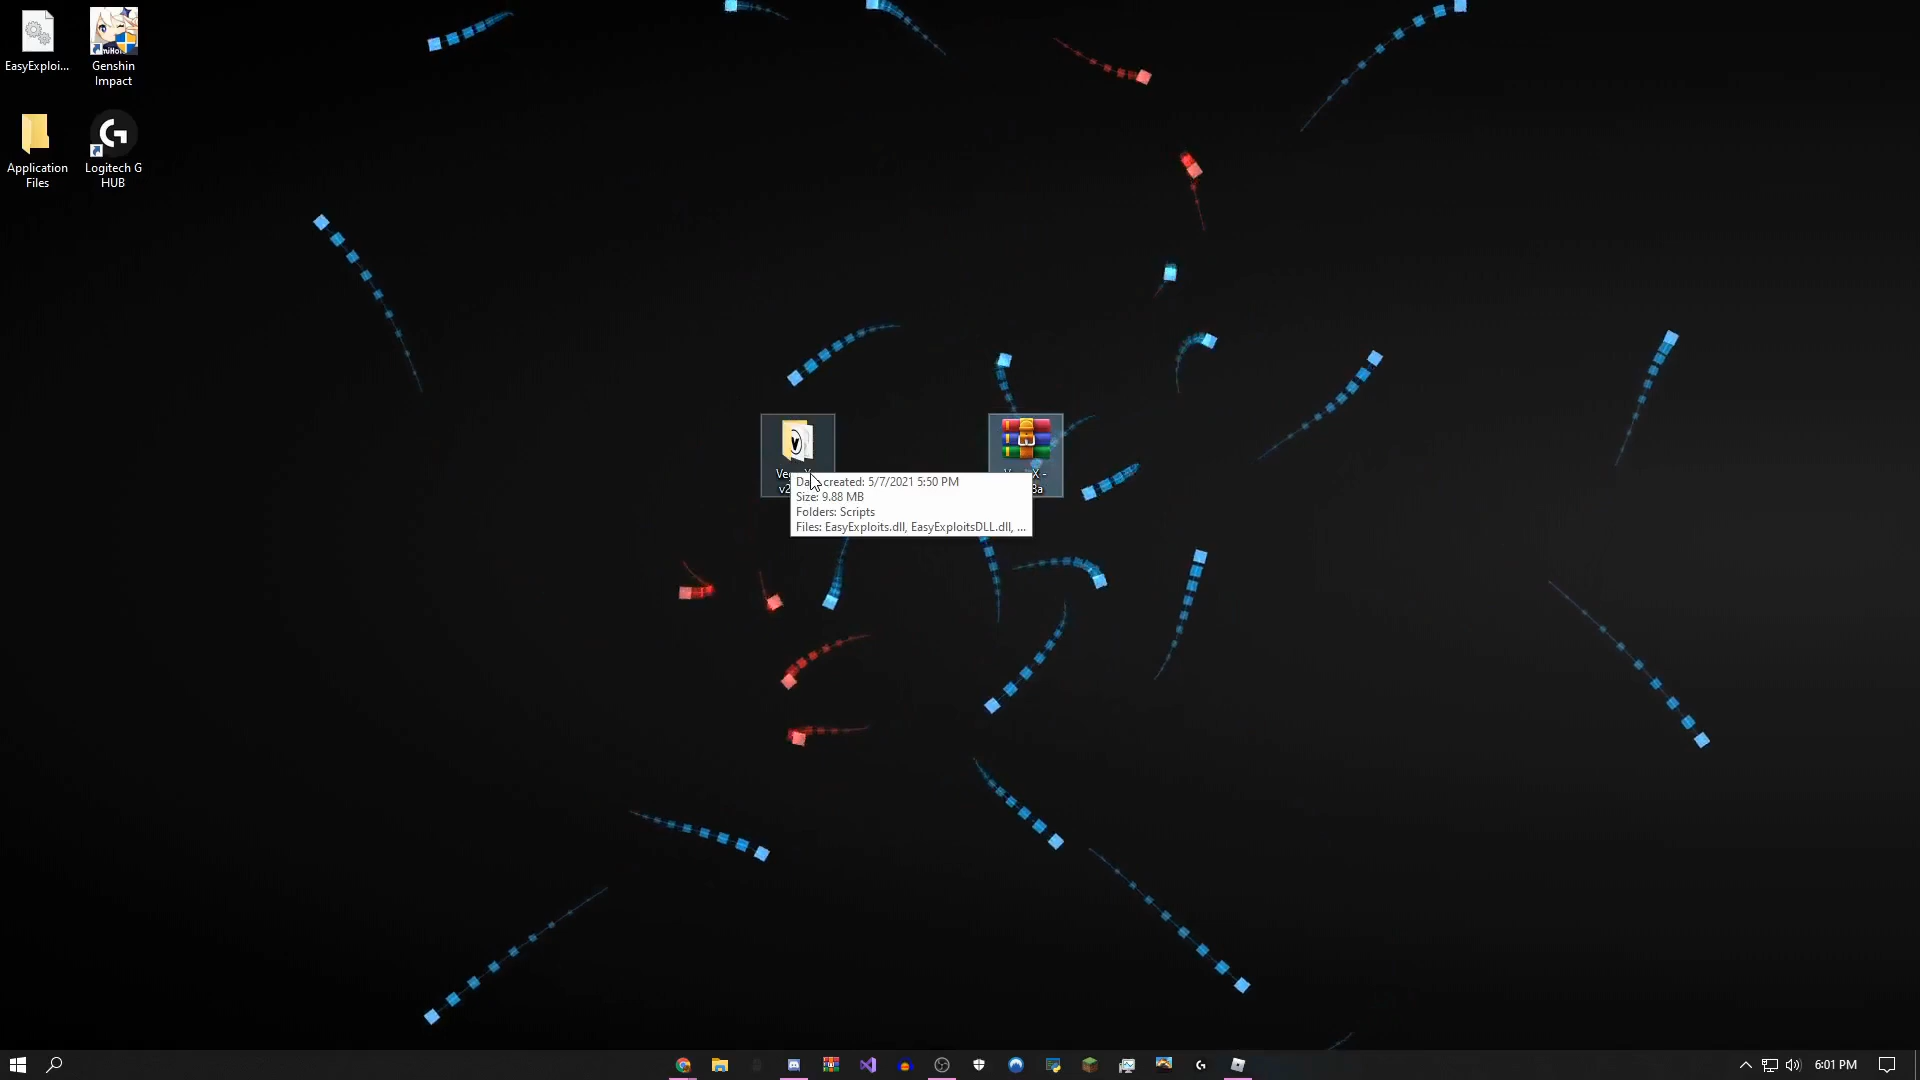 EasyExploi...
Genshin
Impact
Application
Files
Logitech G
HUB
Date created: 5/7/2021 5:50 PM
Size: 9.88 MB
Folders: Scripts
Files: EasyExploits.dll, EasyExploitsDLL.dll, ...
6:01 PM